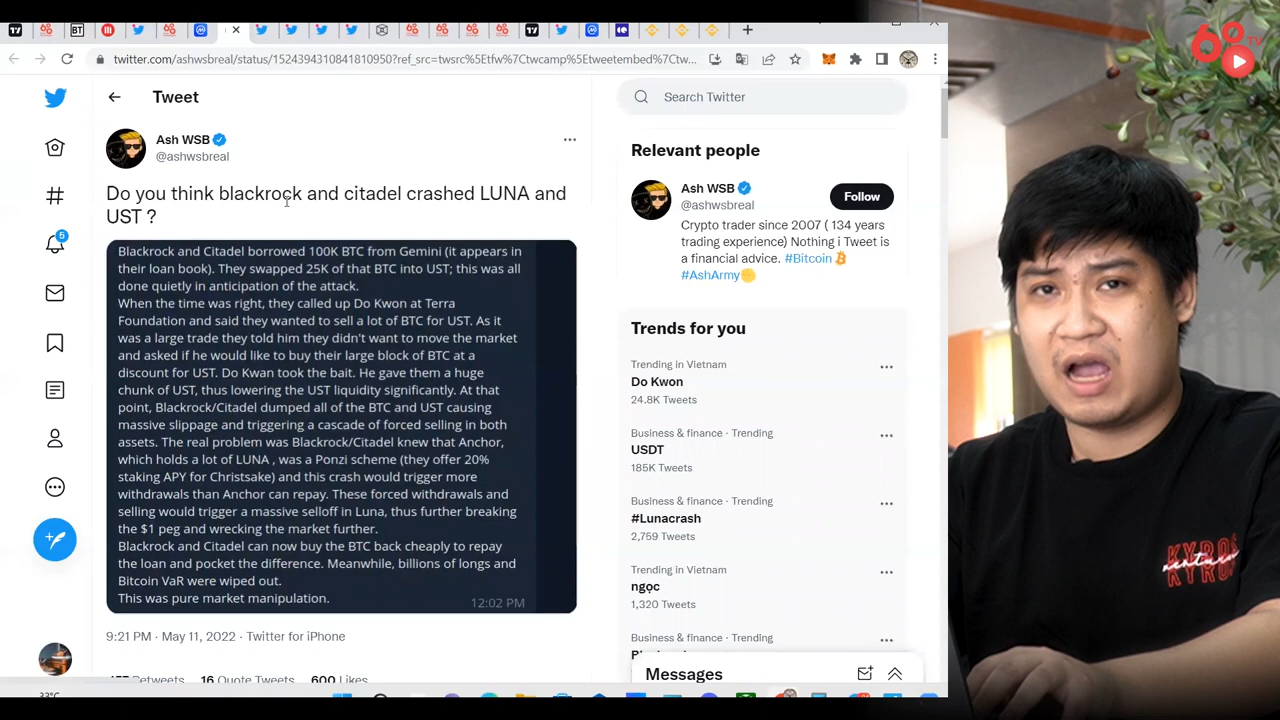 twitter.com/ashwsbreal/status/1524394310841810950?ref_src=twsrc%5Etfw%7Ctwcamp%5Etweetembed%7Ctw...
68 TV
Tweet
Search Twitter
Ash WSB
@ashwsbreal
Do you think blackrock and citadel crashed LUNA and
UST ?
Blackrock and Citadel borrowed 100K BTC from Gemini (it appears in
their loan book). They swapped 25K of that BTC into UST; this was all
done quietly in anticipation of the attack.
When the time was right, they called up Do Kwon at Terra
Foundation and said they wanted to sell a lot of BTC for UST. As it
was a large trade they told him they didn't want to move the market
and asked if he would like to buy their large block of BTC at a
discount for UST. Do Kwan took the bait. He gave them a huge
chunk of UST, thus lowering the UST liquidity significantly. At that
point, Blackrock/Citadel dumped all of the BTC and UST causing
massive slippage and triggering a cascade of forced selling in both
assets. The real problem was Blackrock/Citadel knew that Anchor,
which holds a lot of LUNA , was a Ponzi scheme (they offer 20%
staking APY for Christsake) and this crash would trigger more
withdrawals than Anchor can repay. These forced withdrawals and
selling would trigger a massive selloff in Luna, thus further breaking
the $1 peg and wrecking the market further.
Blackrock and Citadel can now buy the BTC back cheaply to repay
the loan and pocket the difference. Meanwhile, billions of longs and
Bitcoin VaR were wiped out.
This was pure market manipulation.
12:02 PM
9:21 PM · May 11, 2022 · Twitter for iPhone
Retweets 16 Quote Tweets 600 Likes
5
Relevant people
Ash WSB
@ashwsbreal
Follow
Crypto trader since 2007 ( 134 years
trading experience) Nothing i Tweet is
a financial advice. #Bitcoin
#AshArmy
Trends for you
Trending in Vietnam
Do Kwon
24.8K Tweets
Business & finance · Trending
USDT
185K Tweets
Business & finance · Trending
#Lunacrash
2,759 Tweets
Trending in Vietnam
ngọc
1,320 Tweets
Business & finance · Trending
Messages
33°C
KYROS
ventures
KYROS